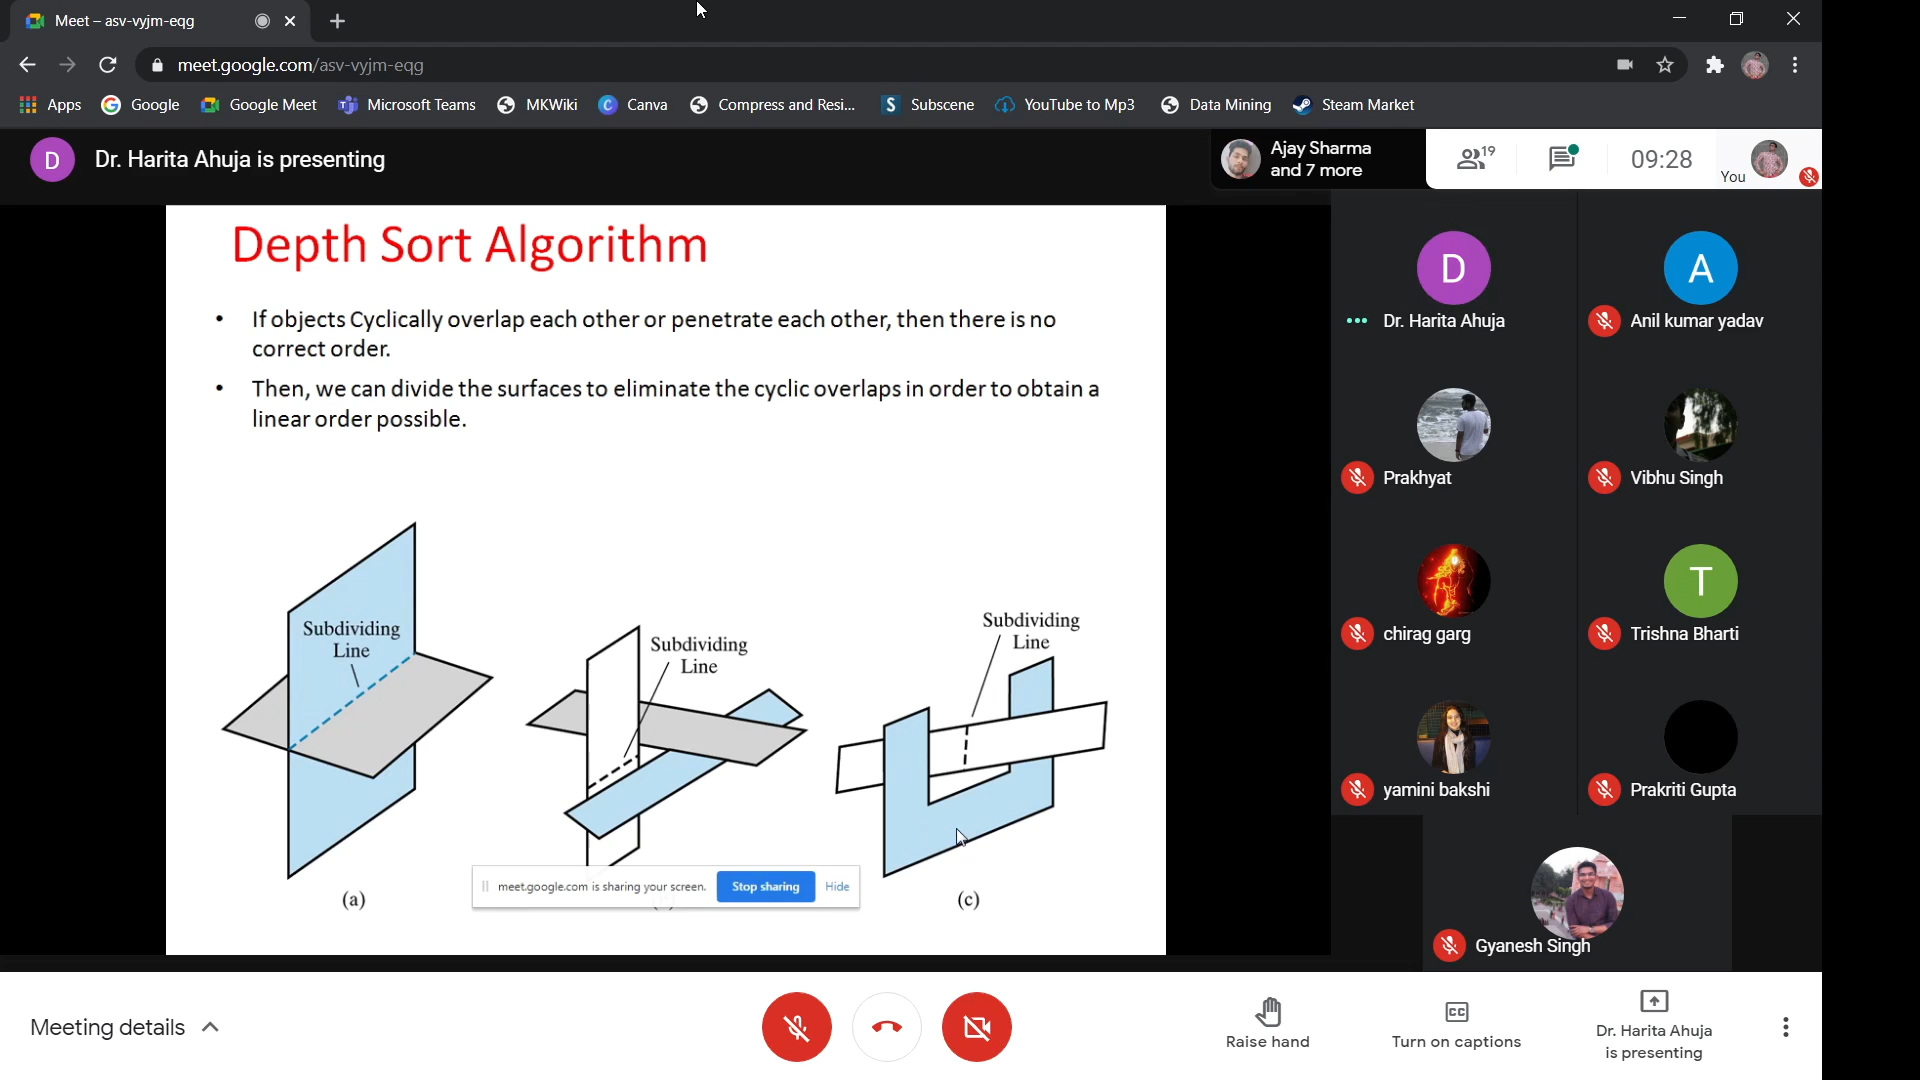 Meet – asv-vyjm-eqg
meet.google.com/asv-vyjm-eqg
Apps Google Google Meet Microsoft Teams MKWiki Canva Compress and Resi... Subscene YouTube to Mp3 Data Mining Steam Market
D Dr. Harita Ahuja is presenting
Ajay Sharma
and 7 more
19
09:28
You
Depth Sort Algorithm
• If objects Cyclically overlap each other or penetrate each other, then there is no
correct order.
• Then, we can divide the surfaces to eliminate the cyclic overlaps in order to obtain a
linear order possible.
Subdividing
Line
Subdividing
Line
Subdividing
Line
(a)
(c)
meet.google.com is sharing your screen. Stop sharing Hide
D
Dr. Harita Ahuja
A
Anil kumar yadav
Prakhyat
Vibhu Singh
chirag garg
T
Trishna Bharti
yamini bakshi
Prakriti Gupta
Gyanesh Singh
Meeting details
Raise hand
CC
Turn on captions
Dr. Harita Ahuja
is presenting